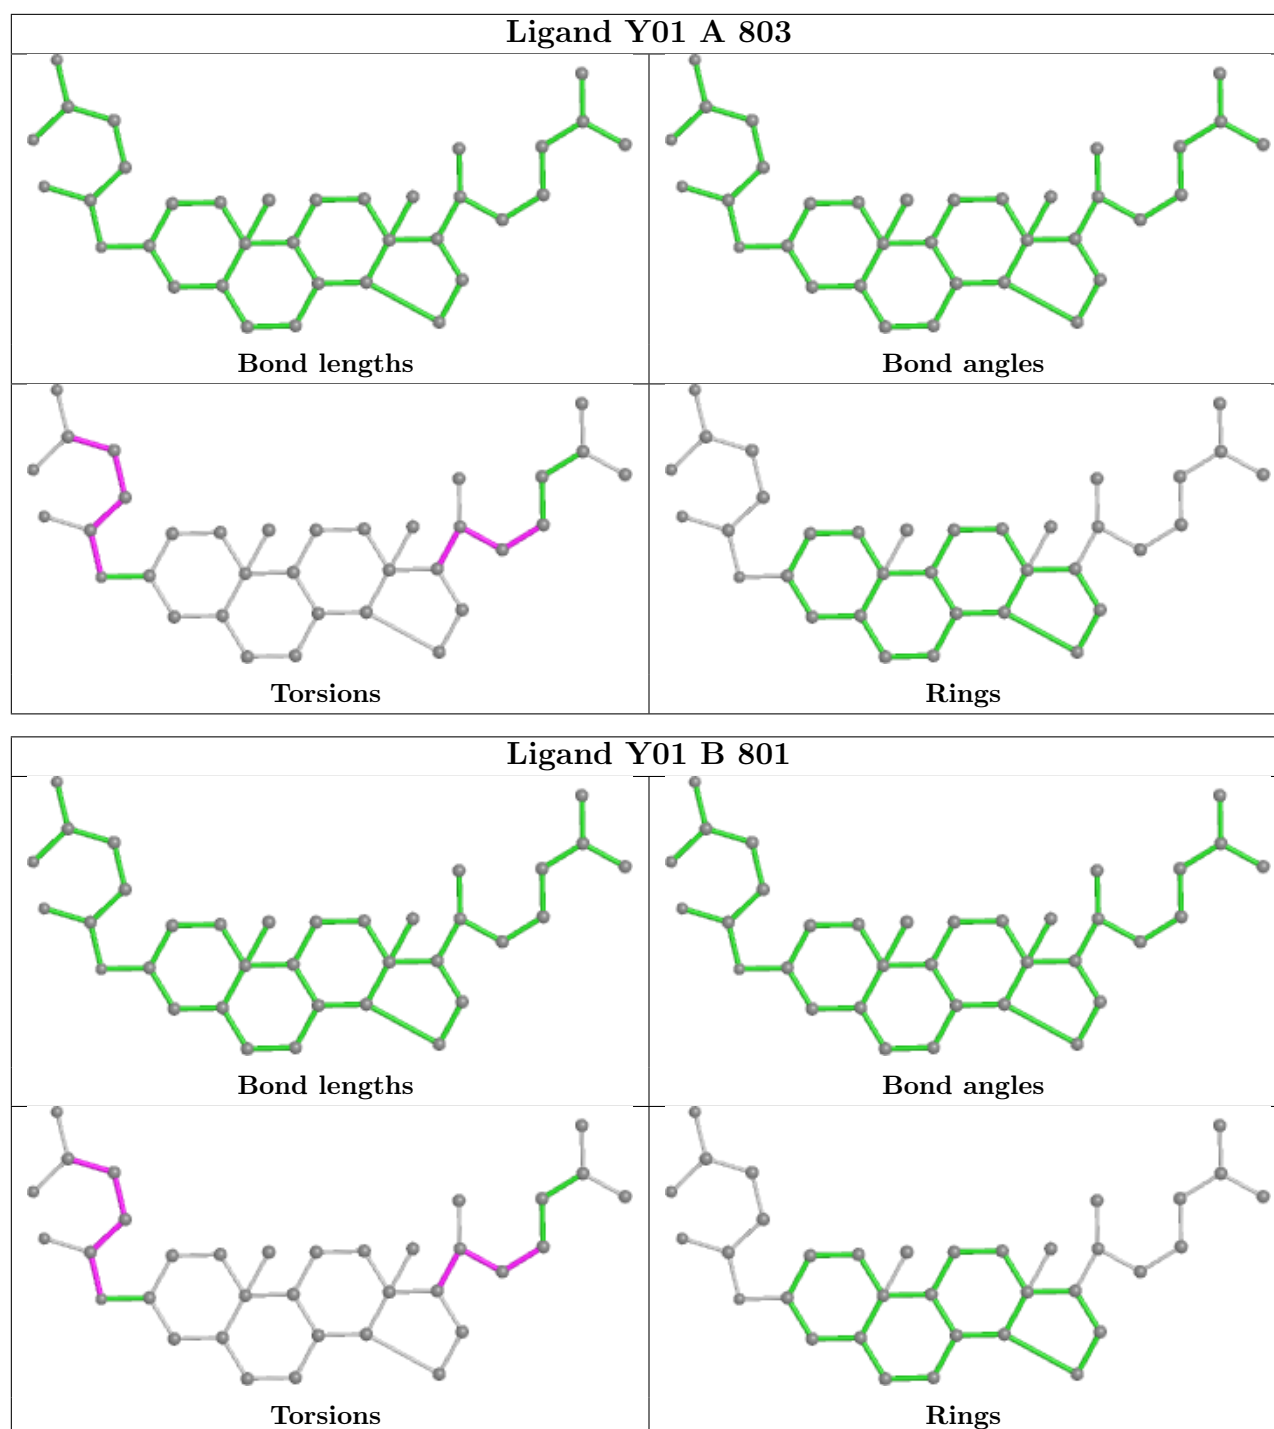 Ligand Y01 A 803
Bond lengths
Bond angles
Torsions
Rings
Ligand Y01 B 801
Bond lengths
Bond angles
Torsions
Rings